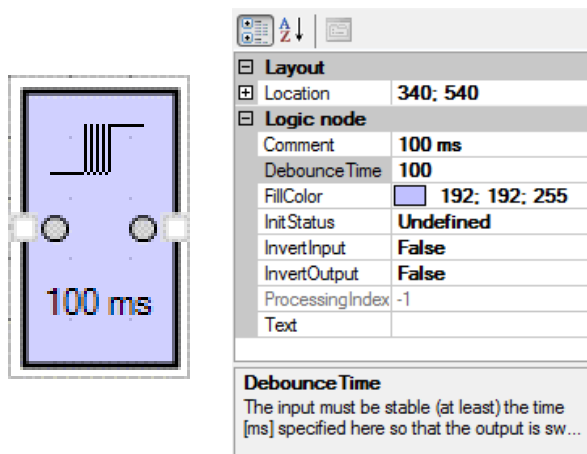 100 ms
A
Z
Layout
Location 340; 540
Logic node
Comment 100 ms
DebounceTime 100
FillColor 192; 192; 255
InitStatus Undefined
InvertInput False
InvertOutput False
ProcessingIndex -1
Text
DebounceTime
The input must be stable (at least) the time
[ms] specified here so that the output is sw...